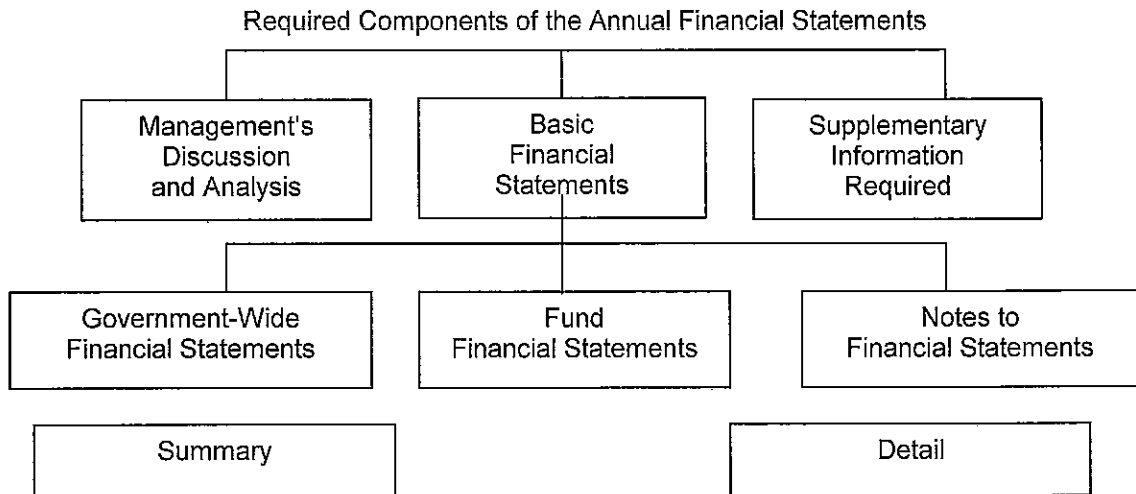 Required Components of the Annual Financial Statements
Management's
Discussion
and Analysis
Basic
Financial
Statements
Supplementary
Information
Required
Government-Wide
Financial Statements
Fund
Financial Statements
Notes to
Financial Statements
Summary
Detail